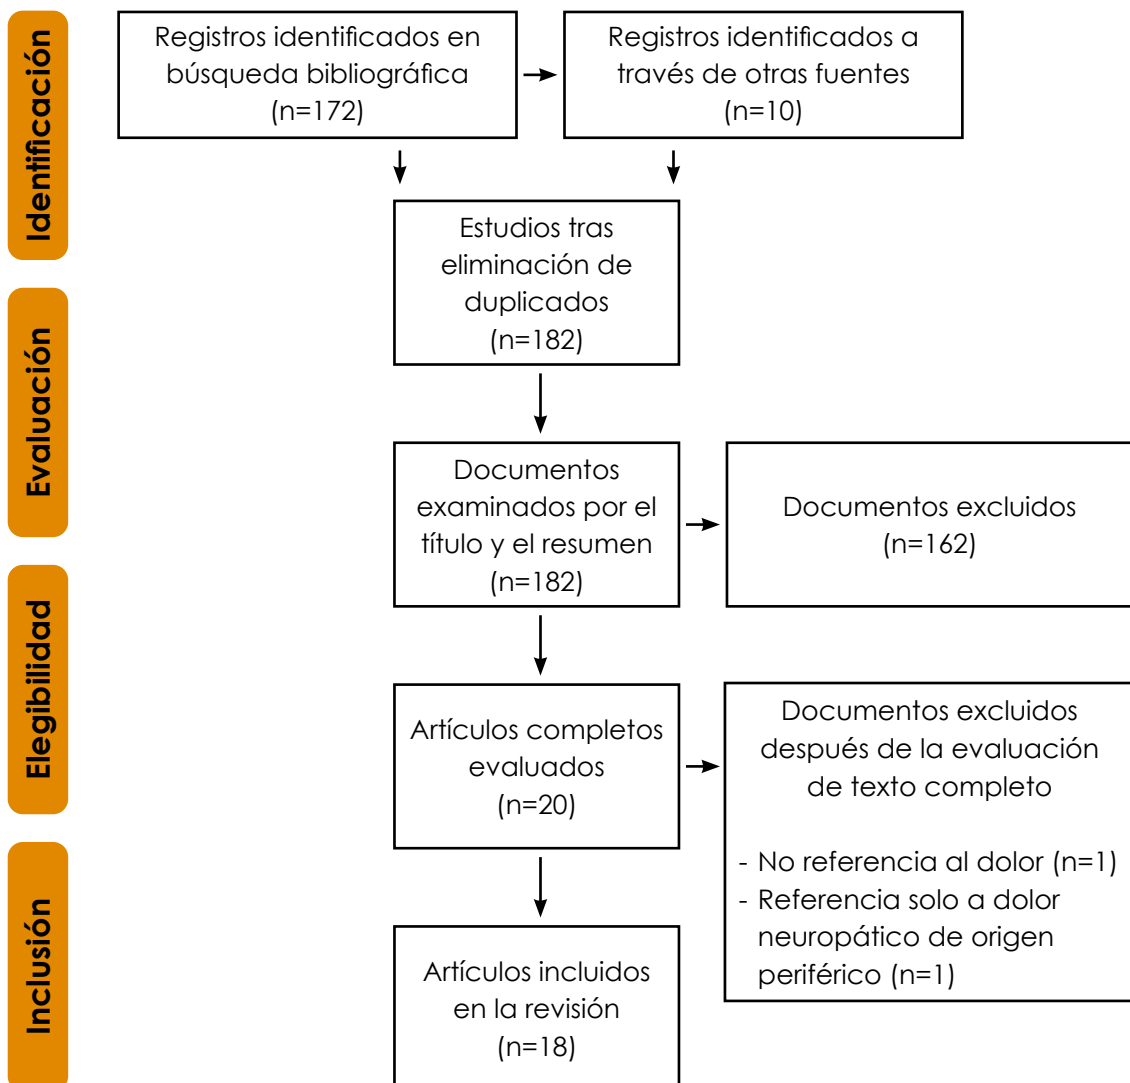 Identificación
Registros identificados en
búsqueda bibliográfica
(n=172)
Registros identificados a
través de otras fuentes
(n=10)
Estudios tras
eliminación de
duplicados
(n=182)
Evaluación
Documentos
examinados por el
título y el resumen
(n=182)
Documentos excluidos
(n=162)
Elegibilidad
Artículos completos
evaluados
(n=20)
Documentos excluidos
después de la evaluación
de texto completo
- No referencia al dolor (n=1)
- Referencia solo a dolor
neuropático de origen
periférico (n=1)
Inclusión
Artículos incluidos
en la revisión
(n=18)